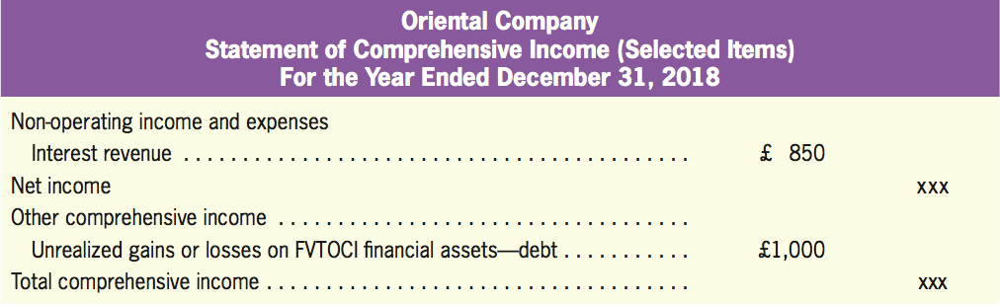 Oriental Company
Statement of Comprehensive Income (Selected Items)
For the Year Ended December 31, 2018
Non-operating income and expenses
Interest revenue . . . . . . . . . . . . . . . . . . . . . . . . . . . . . . . . . . . . . . . . . . . £ 850
Net income xxx
Other comprehensive income . . . . . . . . . . . . . . . . . . . . . . . . . . . . . . . . . . .
Unrealized gains or losses on FVTOCI financial assets—debt . . . . . . . . . . . £1,000
Total comprehensive income . . . . . . . . . . . . . . . . . . . . . . . . . . . . . . . . . . . . xxx